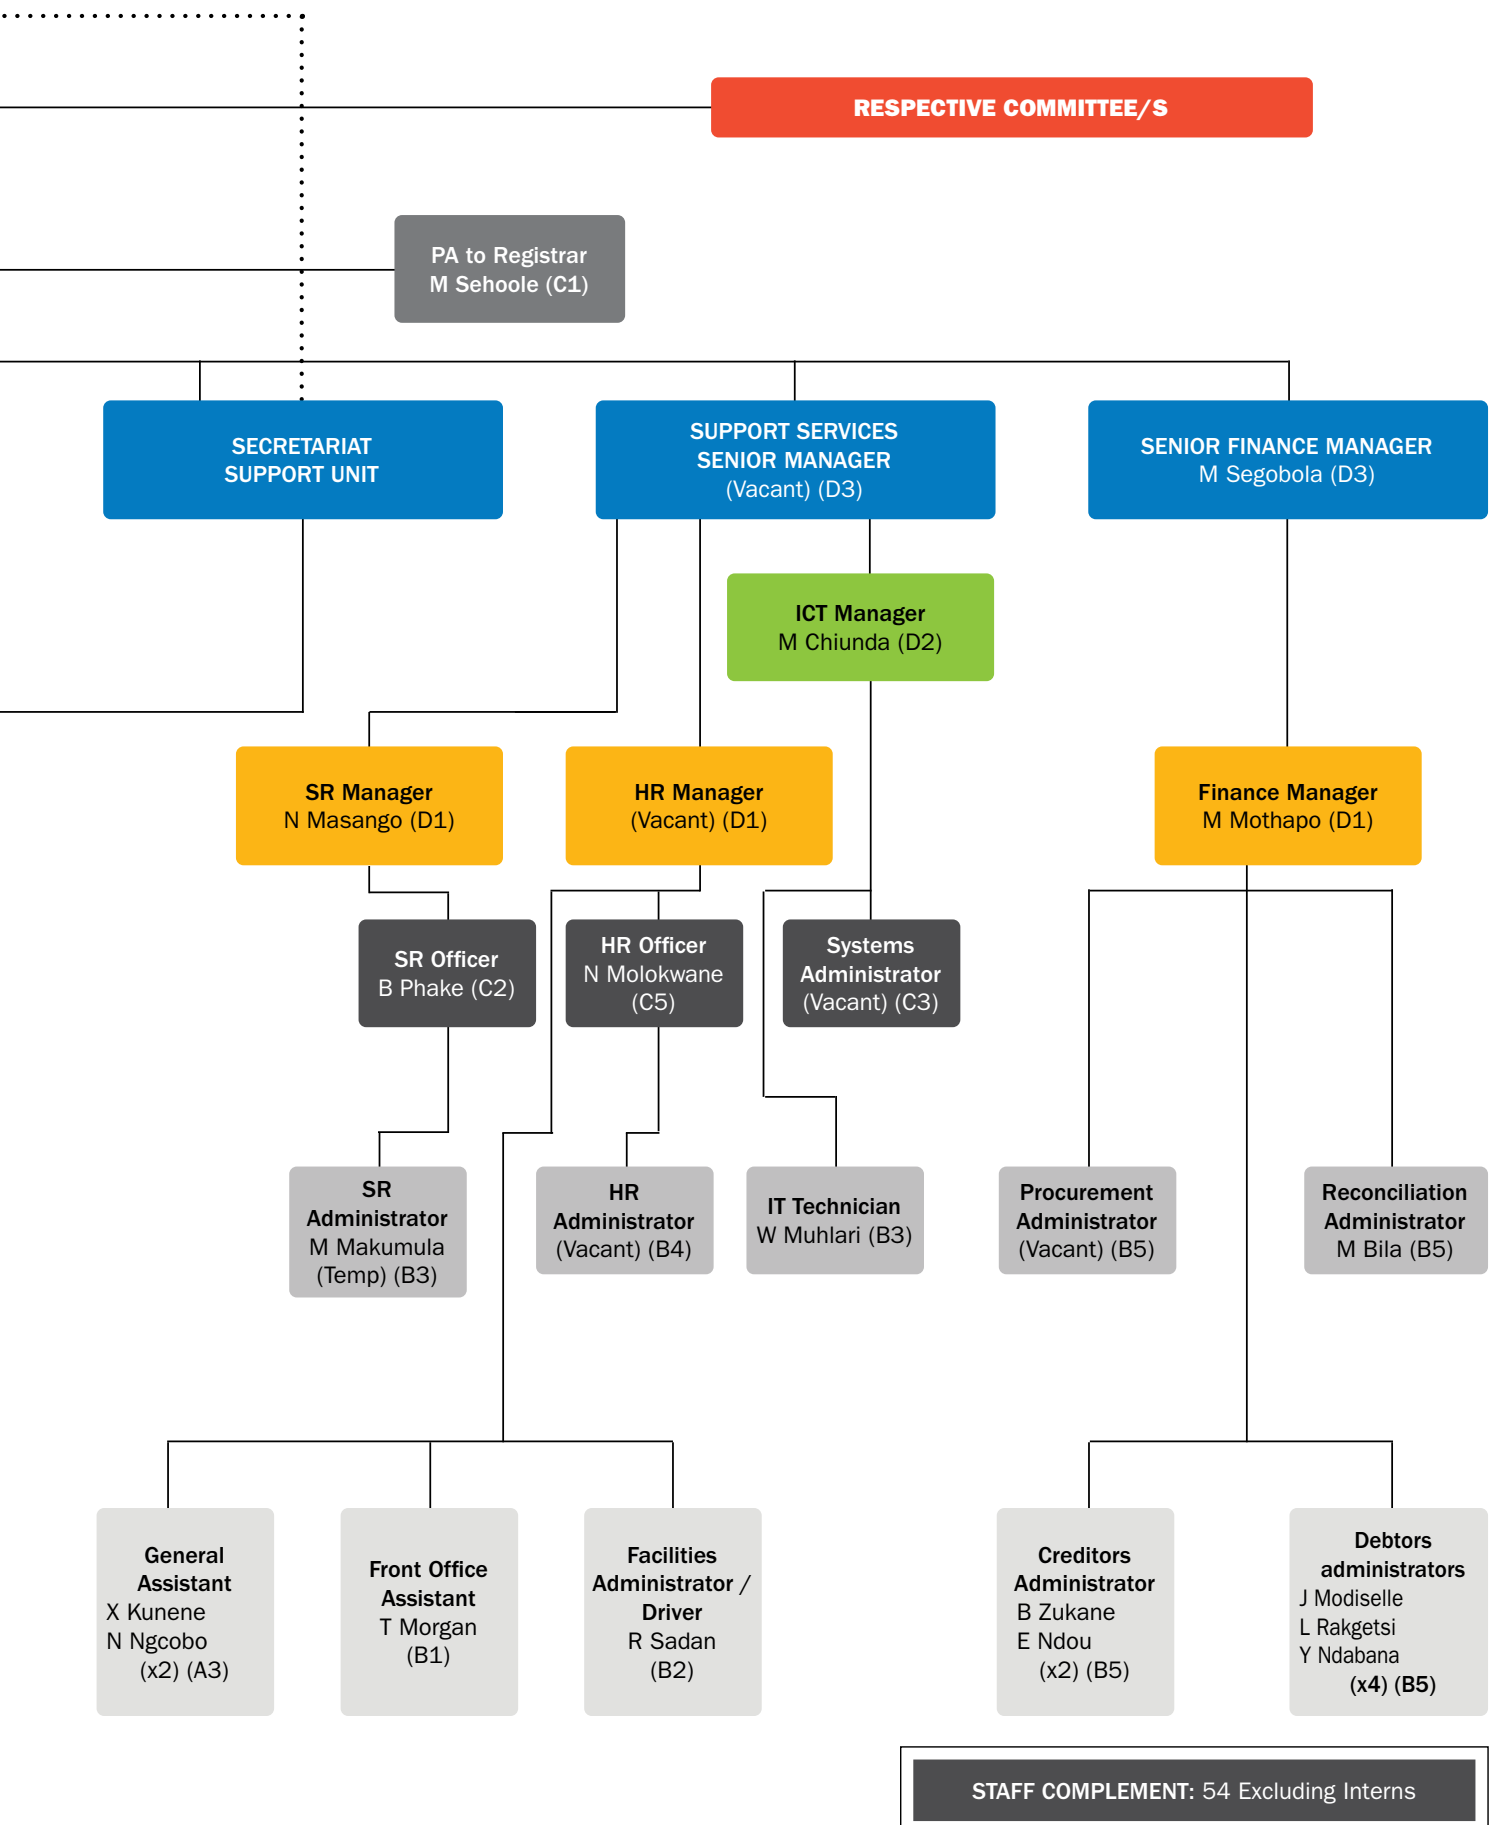 RESPECTIVE COMMITTEE/S
PA to Registrar
M Sehoole (C1)
SECRETARIAT
SUPPORT UNIT
SUPPORT SERVICES
SENIOR MANAGER
(Vacant) (D3)
SENIOR FINANCE MANAGER
M Segobola (D3)
ICT Manager
M Chiunda (D2)
SR Manager
N Masango (D1)
HR Manager
(Vacant) (D1)
Finance Manager
M Mothapo (D1)
SR Officer
B Phake (C2)
HR Officer
N Molokwane
(C5)
Systems
Administrator
(Vacant) (C3)
SR
Administrator
M Makumula
(Temp) (B3)
HR
Administrator
(Vacant) (B4)
IT Technician
W Muhlari (B3)
Procurement
Administrator
(Vacant) (B5)
Reconciliation
Administrator
M Bila (B5)
General
Assistant
X Kunene
N Ngcobo
(x2) (A3)
Front Office
Assistant
T Morgan
(B1)
Facilities
Administrator /
Driver
R Sadan
(B2)
Creditors
Administrator
B Zukane
E Ndou
(x2) (B5)
Debtors
administrators
J Modiselle
L Rakgetsi
Y Ndabana
(x4) (B5)
STAFF COMPLEMENT: 54 Excluding Interns